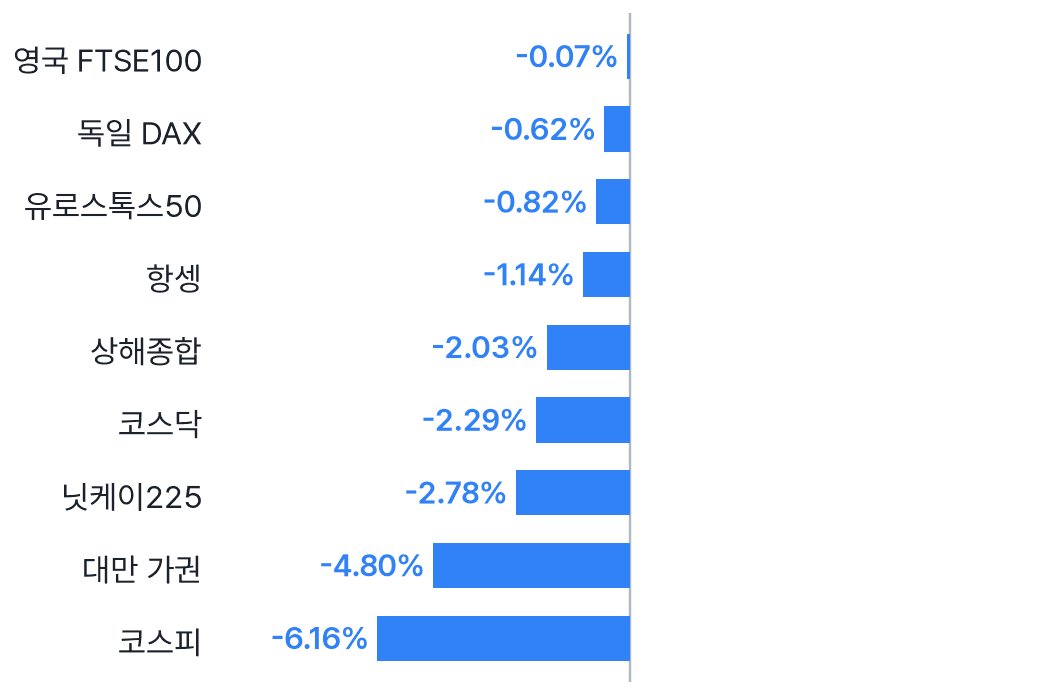 영국 FTSE100 -0.07%
독일 DAX -0.62%
유로스톡스50 -0.82%
항셍 -1.14%
상해종합 -2.03%
코스닥 -2.29%
닛케이225 -2.78%
대만 가권 -4.80%
코스피 -6.16%